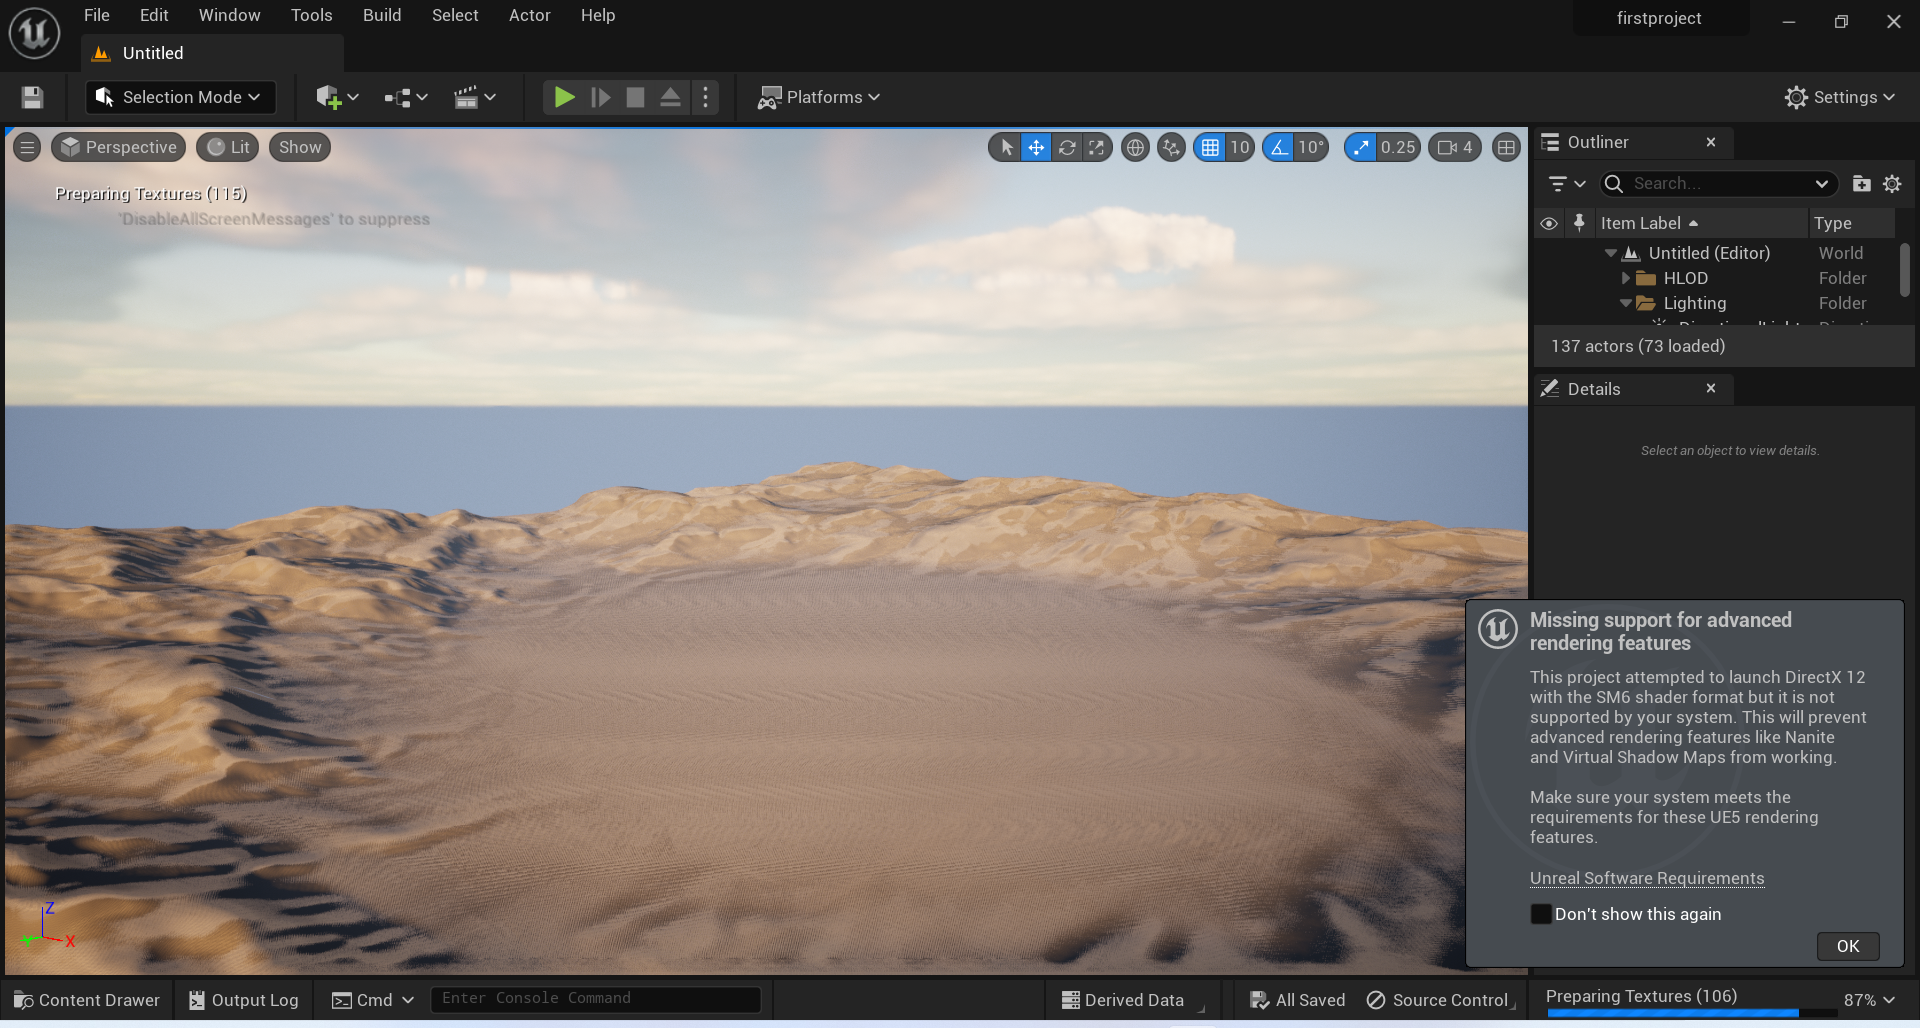 File Edit Window Tools Build Select Actor Help
firstproject
Untitled
Selection Mode
Platforms
Settings
Perspective Lit Show
10 10° 0.25 4
Preparing Textures (115)
'DisableAllScreenMessages' to suppress
Outliner
Search...
Item Label Type
Untitled (Editor) World
HLOD Folder
Lighting Folder
137 actors (73 loaded)
Details
Select an object to view details.
Missing support for advanced
rendering features
This project attempted to launch DirectX 12
with the SM6 shader format but it is not
supported by your system. This will prevent
advanced rendering features like Nanite
and Virtual Shadow Maps from working.
Make sure your system meets the
requirements for these UE5 rendering
features.
Unreal Software Requirements
Don't show this again
OK
Z
Y X
Content Drawer Output Log Cmd Enter Console Command Derived Data All Saved Source Control
Preparing Textures (106) 87%